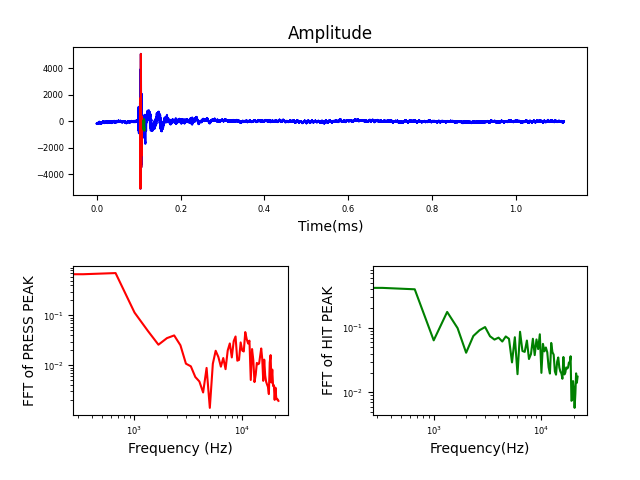 Amplitude
4000
2000
0
−2000
−4000
0.0 0.2 0.4 0.6 0.8 1.0
Time(ms)
FFT of PRESS PEAK
10⁻¹
10⁻²
10³ 10⁴
Frequency (Hz)
FFT of HIT PEAK
10⁻¹
10⁻²
10³ 10⁴
Frequency(Hz)